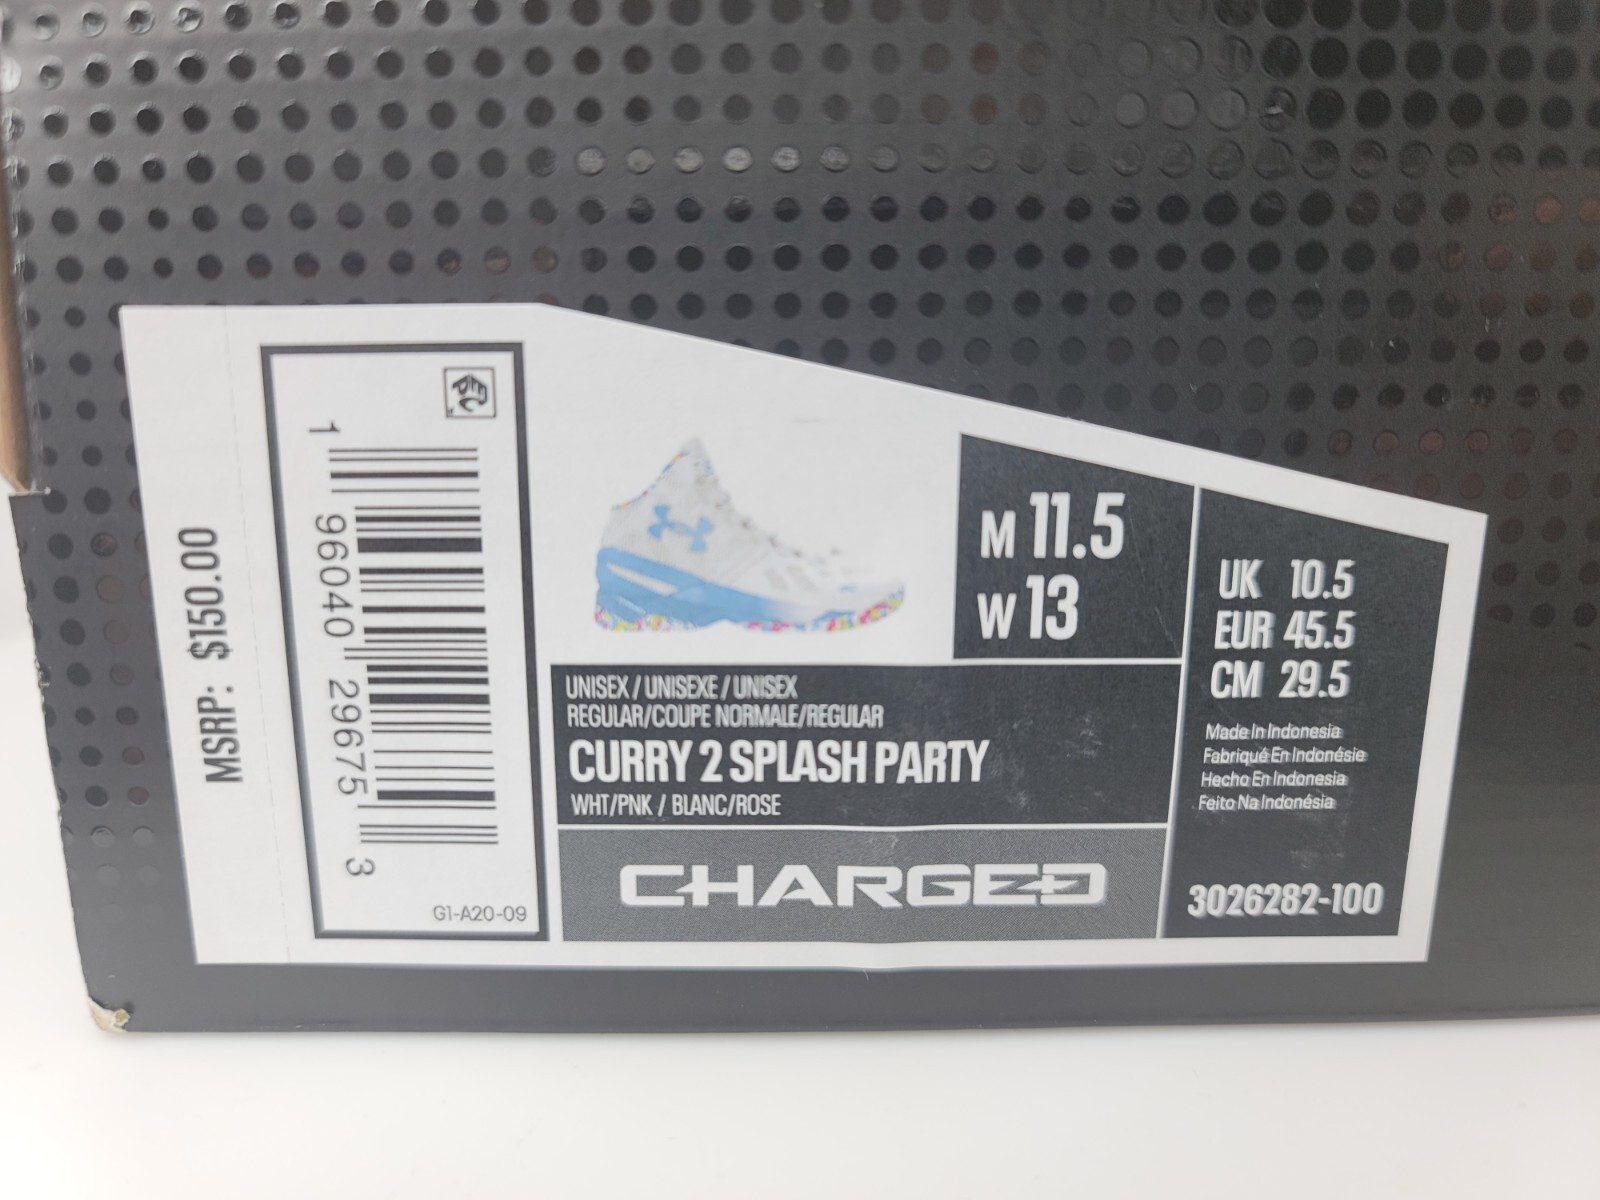 MSRP: $150.00
1 96040 29675 3
G1-A20-09
M 11.5
W 13
UK 10.5
EUR 45.5
CM 29.5
UNISEX / UNISEXE / UNISEX
REGULAR/COUPE NORMALE/REGULAR
CURRY 2 SPLASH PARTY
WHT/PNK / BLANC/ROSE
CHARGED
Made In Indonesia
Fabriqué En Indonésie
Hecho En Indonesia
Feito Na Indonésia
3026282-100